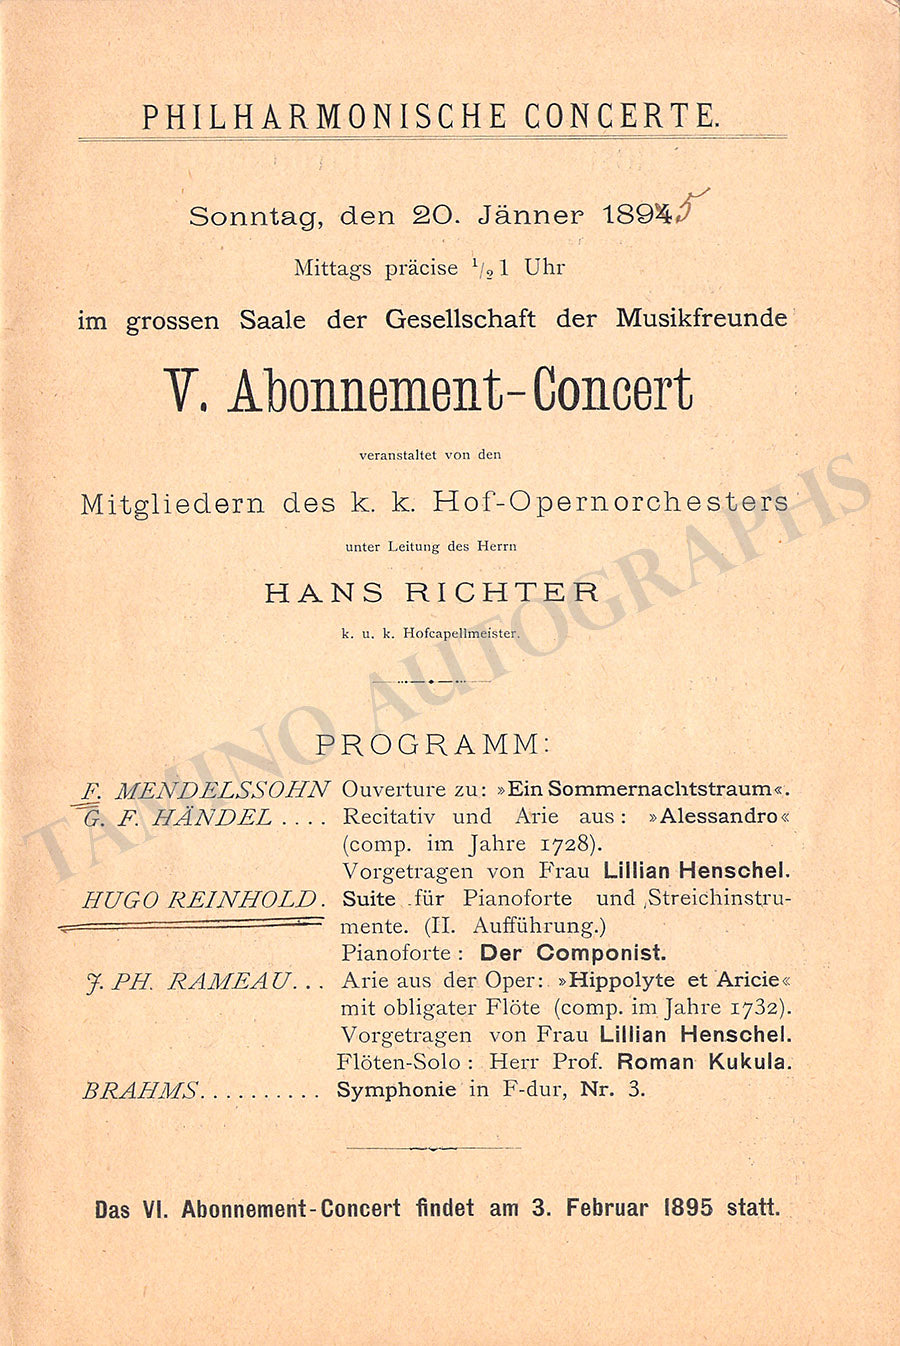 PHILHARMONISCHE CONCERTE.
Sonntag, den 20. Jänner 1894 5
Mittags präcise 1/2 1 Uhr
im grossen Saale der Gesellschaft der Musikfreunde
V. Abonnement-Concert
veranstaltet von den
Mitgliedern des k. k. Hof-Opernorchesters
unter Leitung des Herrn
HANS RICHTER
k. u. k. Hofcapellmeister.
PROGRAMM:
F. MENDELSSOHN Ouverture zu: »Ein Sommernachtstraum«.
G. F. HÄNDEL .... Recitativ und Arie aus: »Alessandro«
(comp. im Jahre 1728).
Vorgetragen von Frau Lillian Henschel.
HUGO REINHOLD. Suite für Pianoforte und Streichinstru-
mente. (II. Aufführung.)
Pianoforte: Der Componist.
J. PH. RAMEAU... Arie aus der Oper: »Hippolyte et Aricie«
mit obligater Flöte (comp. im Jahre 1732).
Vorgetragen von Frau Lillian Henschel.
Flöten-Solo: Herr Prof. Roman Kukula.
BRAHMS.......... Symphonie in F-dur, Nr. 3.
Das VI. Abonnement-Concert findet am 3. Februar 1895 statt.
TAMINO AUTOGRAPHS